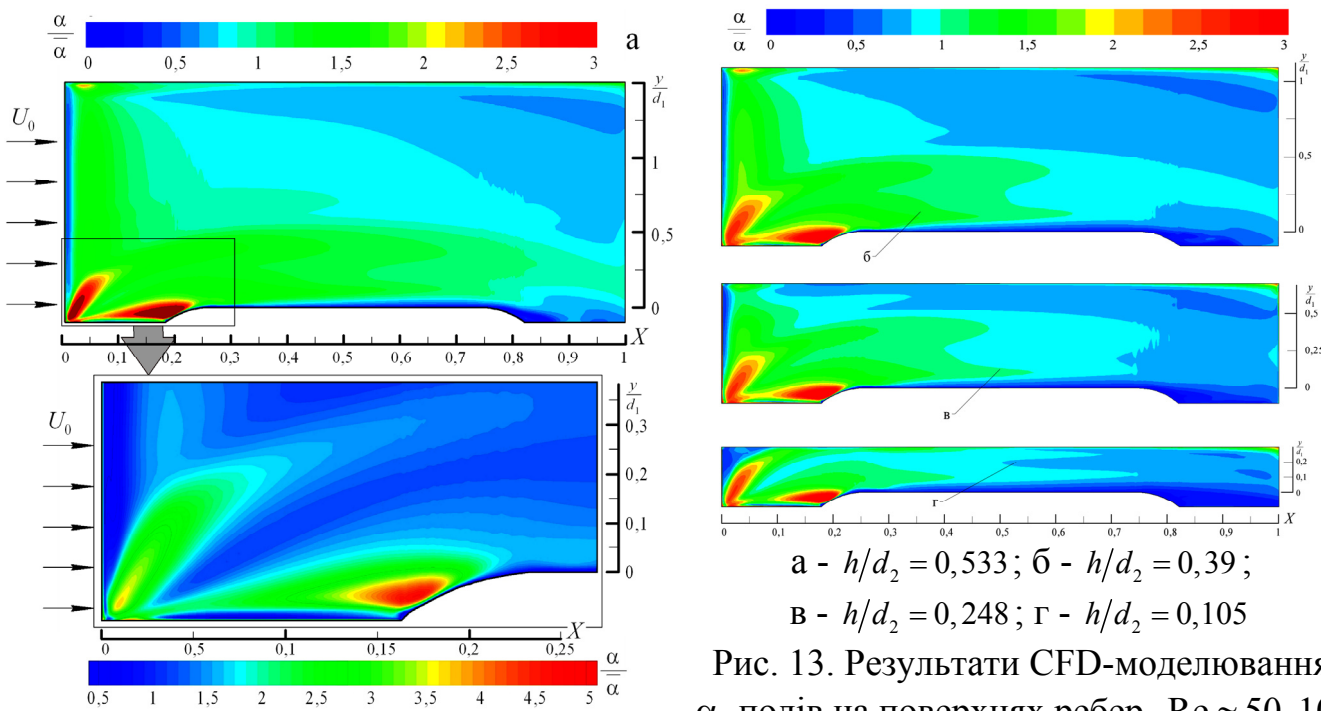 α/ᾱ
0 0,5 1 1,5 2 2,5 3
а
U₀
y/d₁
1
0,5
0
X
0 0,1 0,2 0,3 0,4 0,5 0,6 0,7 0,8 0,9 1
U₀
y/d₁
0,3
0,2
0,1
0
X
0 0,5 0,1 0,15 0,2 0,25
0,5 1 1,5 2 2,5 3 3,5 4 4,5 5
α/ᾱ
α/ᾱ
0 0,5 1 1,5 2 2,5 3
y/d₁
1
0,5
0
б
y/d₁
0,5
0,25
0
в
y/d₁
0,2
0,1
0
г
X
0 0,1 0,2 0,3 0,4 0,5 0,6 0,7 0,8 0,9 1
а - h/d₂ = 0,533; б - h/d₂ = 0,39;
в - h/d₂ = 0,248; г - h/d₂ = 0,105
Рис. 13. Результати CFD-моделювання